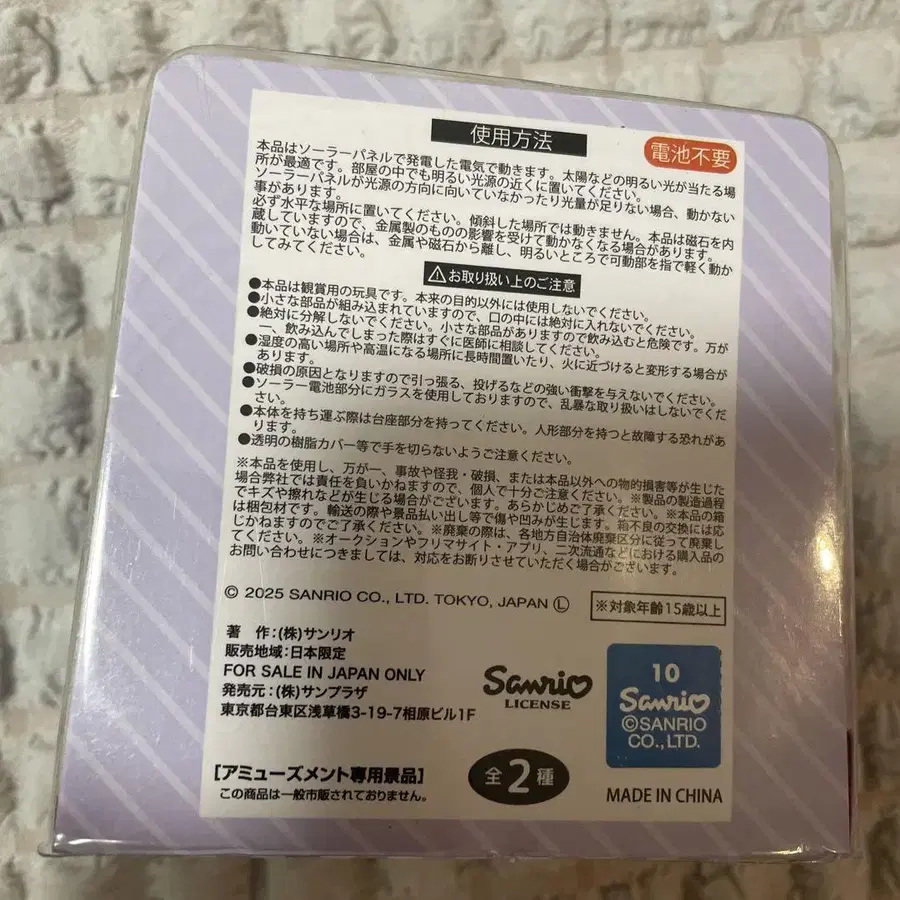 使用方法
電池不要
本品はソーラーパネルで発電した電気で動きます。太陽などの明るい光が当たる場
所が最適です。部屋の中でも明るい光源の近くに置いてください。
ソーラーパネルが光源の方向に向いていなかったり光量が足りない場合、動かない
事があります。
必ず水平な場所に置いてください。傾斜した場所では動きません。本品は磁石を内
蔵していますので、金属製のものの影響を受けて動かなくなる場合があります。
動いていない場合は、金属や磁石から離し、明るいところで可動部を指で軽く動か
してみてください。
お取り扱い上のご注意
●本品は観賞用の玩具です。本来の目的以外には使用しないでください。
●小さな部品が組み込まれていますので、口の中には絶対に入れないでください。
●絶対に分解しないでください。小さな部品がありますので飲み込むと危険です。万が
一、飲み込んでしまった際はすぐに医師に相談してください。
●湿度の高い場所や高温になる場所に長時間置いたり、火に近づけると変形する場合が
あります。
●破損の原因となりますので引っ張る、投げるなどの強い衝撃を与えないでください。
●ソーラー電池部分にガラスを使用しておりますので、乱暴な取り扱いはしないでくだ
さい。
●本体を持ち運ぶ際は台座部分を持ってください。人形部分を持つと故障する恐れがあ
ります。
●透明の樹脂カバー等で手を切らないようご注意ください。
※本品を使用し、万が一、事故や怪我・破損、または本品以外への物的損害等が生じた
場合弊社では責任を負いかねますので、個人で十分ご注意ください。※製品の製造過程
でキズや擦れなどが生じる場合がございます。あらかじめご了承ください。※本品の箱
は梱包材です。輸送の際や景品払い出し等で傷や凹みが生じます。箱不良の交換には応
じかねますのでご了承ください。※廃棄の際は、各地方自治体廃棄区分に従って廃棄し
てください。※オークションやフリマサイト・アプリ、二次流通などにおける購入品の
お問い合わせにつきましては、対応をお断りさせていただく場合がございます。
© 2025 SANRIO CO., LTD. TOKYO, JAPAN Ⓛ
※対象年齢15歳以上
著　作:(株)サンリオ
販売地域:日本限定
FOR SALE IN JAPAN ONLY
発売元:(株)サンプラザ
東京都台東区浅草橋3-19-7相原ビル1F
Sanrio
LICENSE
10
Sanrio
©SANRIO
CO., LTD.
[アミューズメント専用景品]
この商品は一般市販されておりません。
全2種
MADE IN CHINA